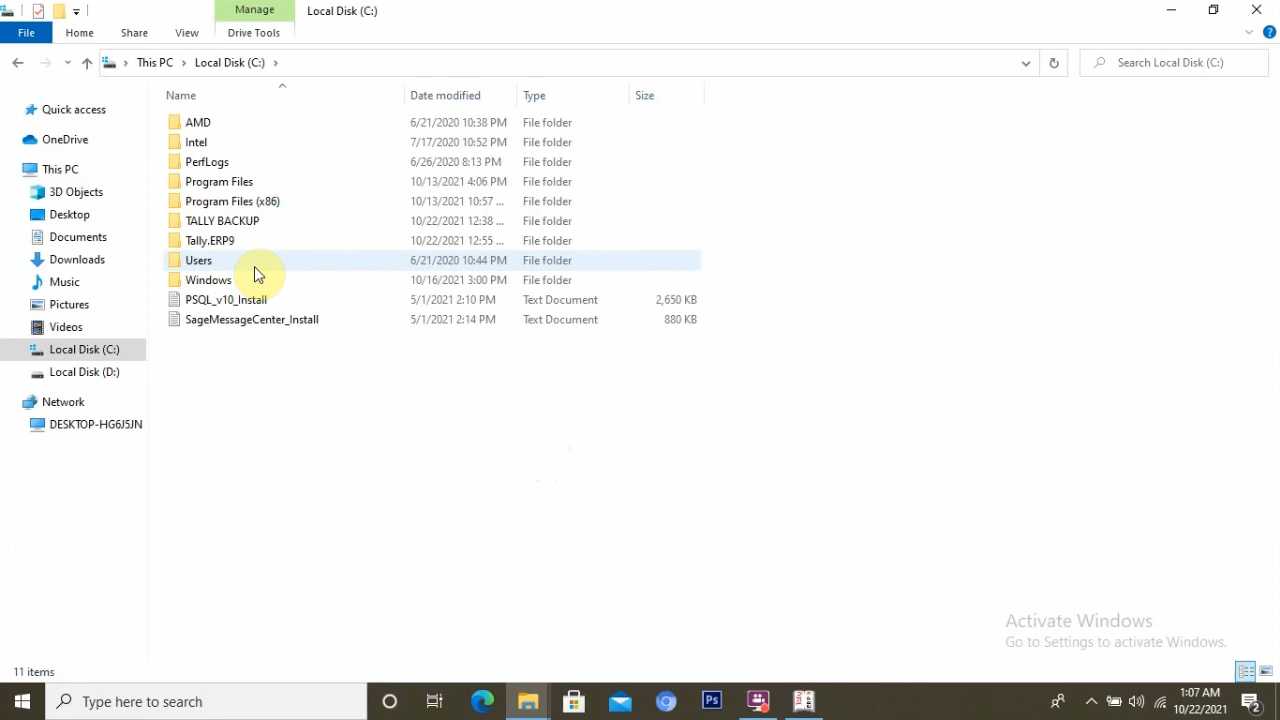 Manage
Local Disk (C:)
File
Home
Share
View
Drive Tools
This PC
Local Disk (C:)
Search Local Disk (C:)
Name
Date modified
Type
Size
Quick access
OneDrive
This PC
3D Objects
Desktop
Documents
Downloads
Music
Pictures
Videos
Local Disk (C:)
Local Disk (D:)
Network
DESKTOP-HG6J5JN
AMD 6/21/2020 10:38 PM File folder
Intel 7/17/2020 10:52 PM File folder
PerfLogs 6/26/2020 8:13 PM File folder
Program Files 10/13/2021 4:06 PM File folder
Program Files (x86) 10/13/2021 10:57 ... File folder
TALLY BACKUP 10/22/2021 12:38 ... File folder
Tally.ERP9 10/22/2021 12:55 ... File folder
Users 6/21/2020 10:44 PM File folder
Windows 10/16/2021 3:00 PM File folder
PSQL_v10_Install 5/1/2021 2:10 PM Text Document 2,650 KB
SageMessageCenter_Install 5/1/2021 2:14 PM Text Document 880 KB
Activate Windows
Go to Settings to activate Windows.
11 items
Type here to search
Ps
1:07 AM
10/22/2021
2